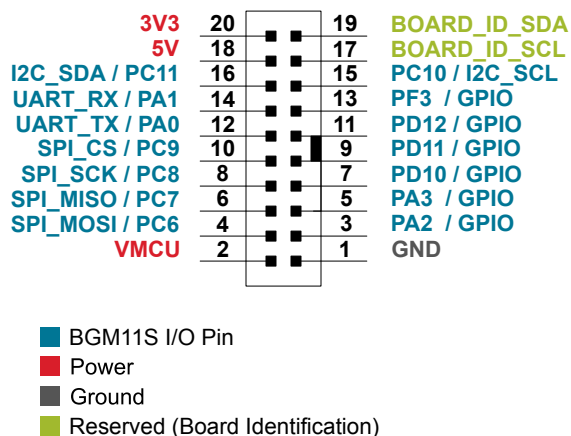 3V3 20 19 BOARD_ID_SDA
5V 18 17 BOARD_ID_SCL
I2C_SDA / PC11 16 15 PC10 / I2C_SCL
UART_RX / PA1 14 13 PF3 / GPIO
UART_TX / PA0 12 11 PD12 / GPIO
SPI_CS / PC9 10 9 PD11 / GPIO
SPI_SCK / PC8 8 7 PD10 / GPIO
SPI_MISO / PC7 6 5 PA3 / GPIO
SPI_MOSI / PC6 4 3 PA2 / GPIO
VMCU 2 1 GND
BGM11S I/O Pin
Power
Ground
Reserved (Board Identification)